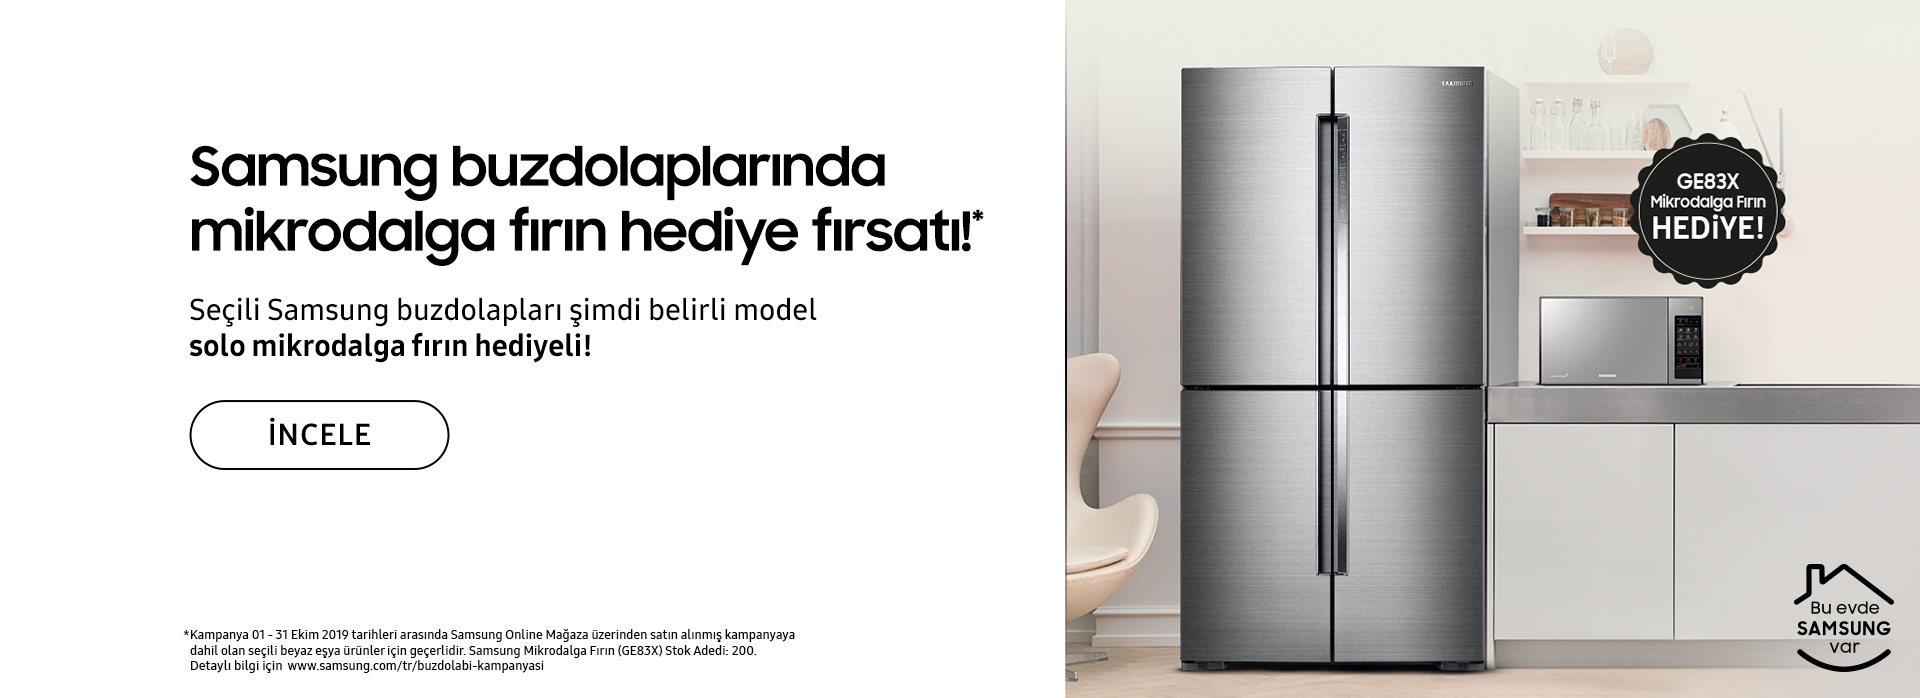 Samsung buzdolaplarında
mikrodalga fırın hediye fırsatı!*
Seçili Samsung buzdolapları şimdi belirli model
solo mikrodalga fırın hediyeli!
İNCELE
*Kampanya 01 - 31 Ekim 2019 tarihleri arasında Samsung Online Mağaza üzerinden satın alınmış kampanyaya
dahil olan seçili beyaz eşya ürünler için geçerlidir. Samsung Mikrodalga Fırın (GE83X) Stok Adedi: 200.
Detaylı bilgi için www.samsung.com/tr/buzdolabi-kampanyasi
SAMSUNG
GE83X
Mikrodalga Fırın
HEDİYE!
SAMSUNG
Bu evde
SAMSUNG
var